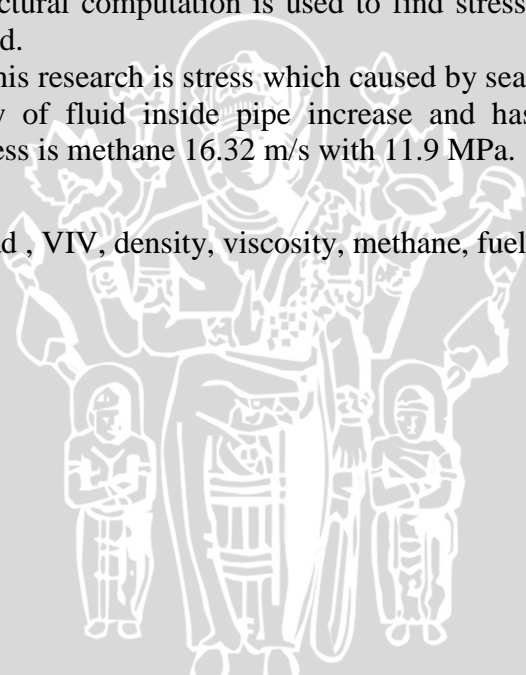 ctural computation is used to find stress
d.
his research is stress which caused by sea
y of fluid inside pipe increase and has
ess is methane 16.32 m/s with 11.9 MPa.
d , VIV, density, viscosity, methane, fuel